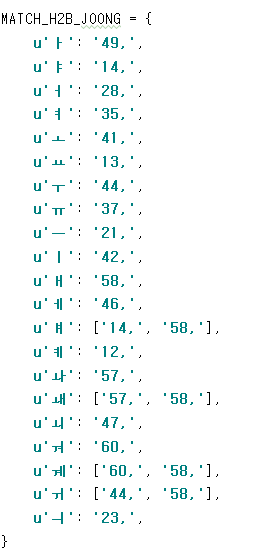 MATCH_H2B_JOONG = {
u'ㅏ': '49,',
u'ㅑ': '14,',
u'ㅓ': '28,',
u'ㅕ': '35,',
u'ㅗ': '41,',
u'ㅛ': '13,',
u'ㅜ': '44,',
u'ㅠ': '37,',
u'ㅡ': '21,',
u'ㅣ': '42,',
u'ㅐ': '58,',
u'ㅔ': '46,',
u'ㅒ': ['14,', '58,'],
u'ㅖ': '12,',
u'ㅘ': '57,',
u'ㅙ': ['57,', '58,'],
u'ㅚ': '47,',
u'ㅝ': '60,',
u'ㅞ': ['60,', '58,'],
u'ㅟ': ['44,', '58,'],
u'ㅢ': '23,',
}